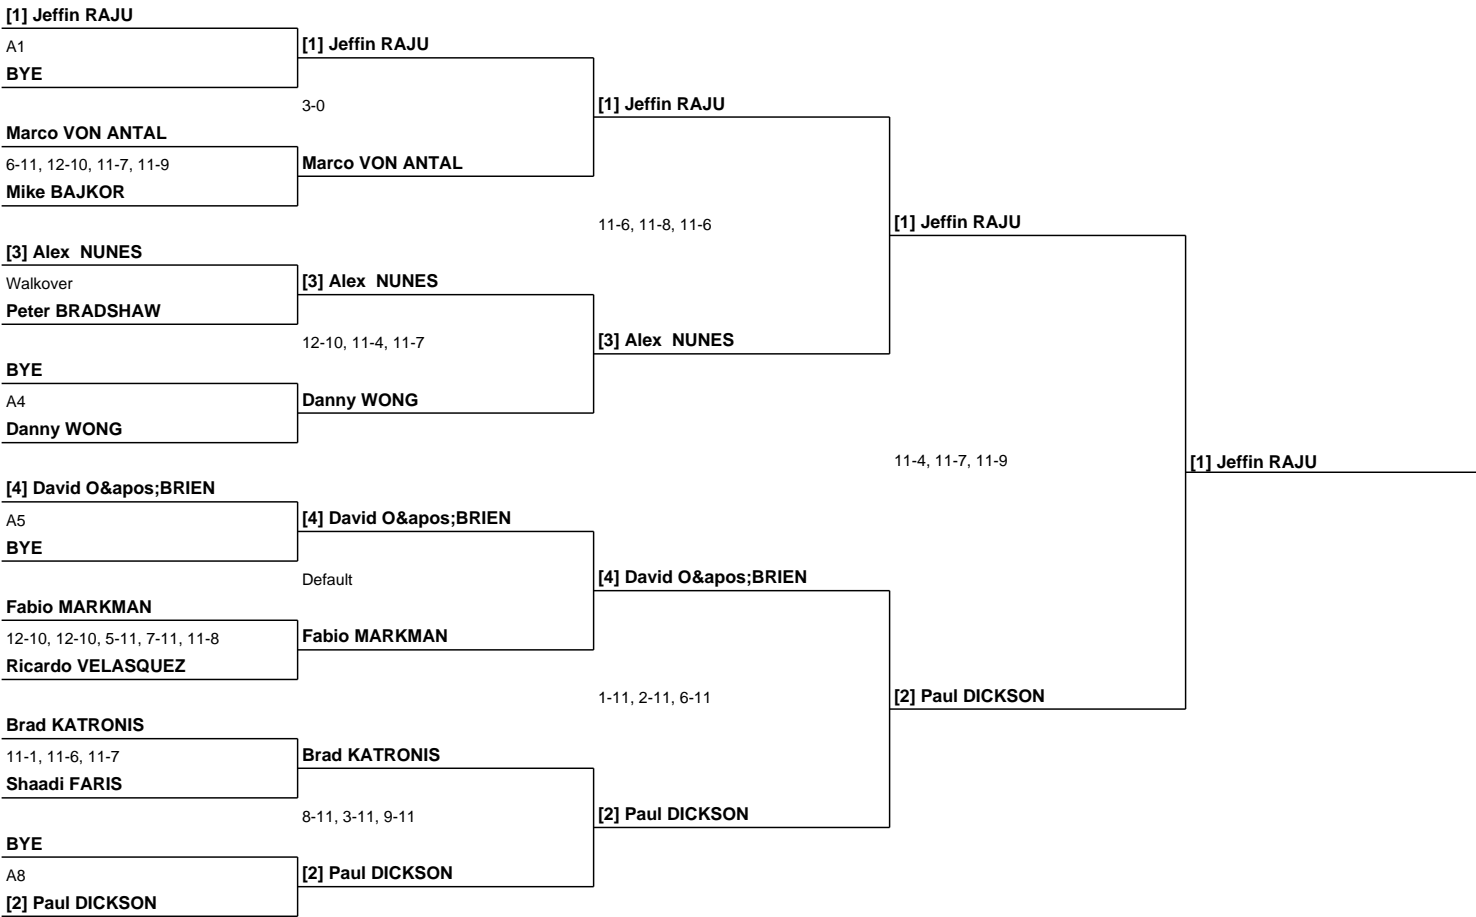 [1] Jeffin RAJU
A1
BYE
Marco VON ANTAL
6-11, 12-10, 11-7, 11-9
Mike BAJKOR
[3] Alex  NUNES
Walkover
Peter BRADSHAW
BYE
A4
Danny WONG
[4] David O&apos;BRIEN
A5
BYE
Fabio MARKMAN
12-10, 12-10, 5-11, 7-11, 11-8
Ricardo VELASQUEZ
Brad KATRONIS
11-1, 11-6, 11-7
Shaadi FARIS
BYE
A8
[2] Paul DICKSON
[1] Jeffin RAJU
3-0
Marco VON ANTAL
[3] Alex  NUNES
12-10, 11-4, 11-7
Danny WONG
[4] David O&apos;BRIEN
Default
Fabio MARKMAN
Brad KATRONIS
8-11, 3-11, 9-11
[2] Paul DICKSON
[1] Jeffin RAJU
11-6, 11-8, 11-6
[3] Alex  NUNES
[4] David O&apos;BRIEN
1-11, 2-11, 6-11
[2] Paul DICKSON
[1] Jeffin RAJU
11-4, 11-7, 11-9
[2] Paul DICKSON
[1] Jeffin RAJU